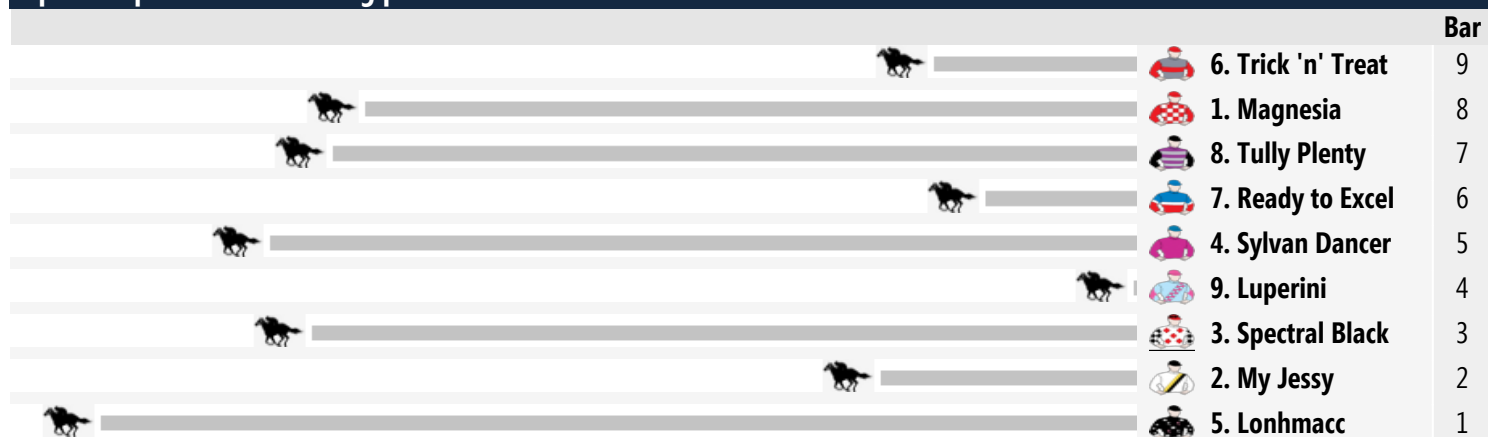 Bar
6. Trick 'n' Treat 9
1. Magnesia 8
8. Tully Plenty 7
7. Ready to Excel 6
4. Sylvan Dancer 5
9. Luperini 4
3. Spectral Black 3
2. My Jessy 2
5. Lonhmacc 1